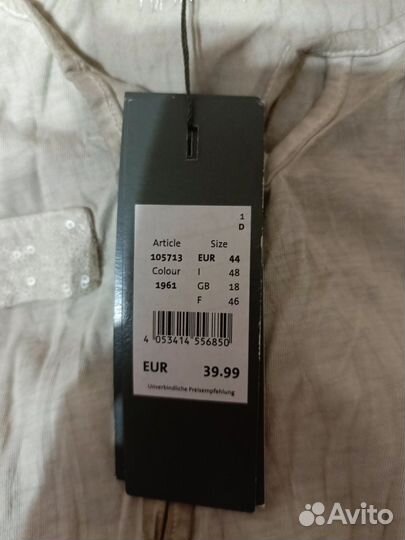 1
D
Article Size
105713 EUR 44
Colour I 48
1961 GB 18
F 46
4 053414 556850
EUR 39.99
Unverbindliche Preisempfehlung
Avito